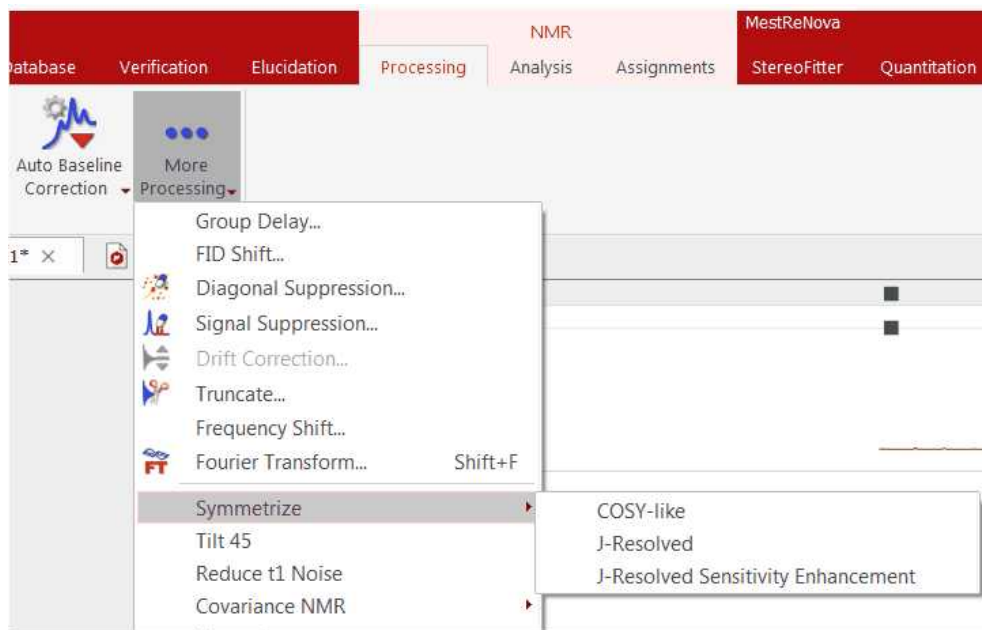 NMR
MestReNova
Database Verification Elucidation Processing Analysis Assignments StereoFitter Quantitation
Auto Baseline
Correction
More
Processing
1*
Group Delay...
FID Shift...
Diagonal Suppression...
Signal Suppression...
Drift Correction...
Truncate...
Frequency Shift...
FT Fourier Transform... Shift+F
Symmetrize
COSY-like
Tilt 45
J-Resolved
Reduce t1 Noise
J-Resolved Sensitivity Enhancement
Covariance NMR